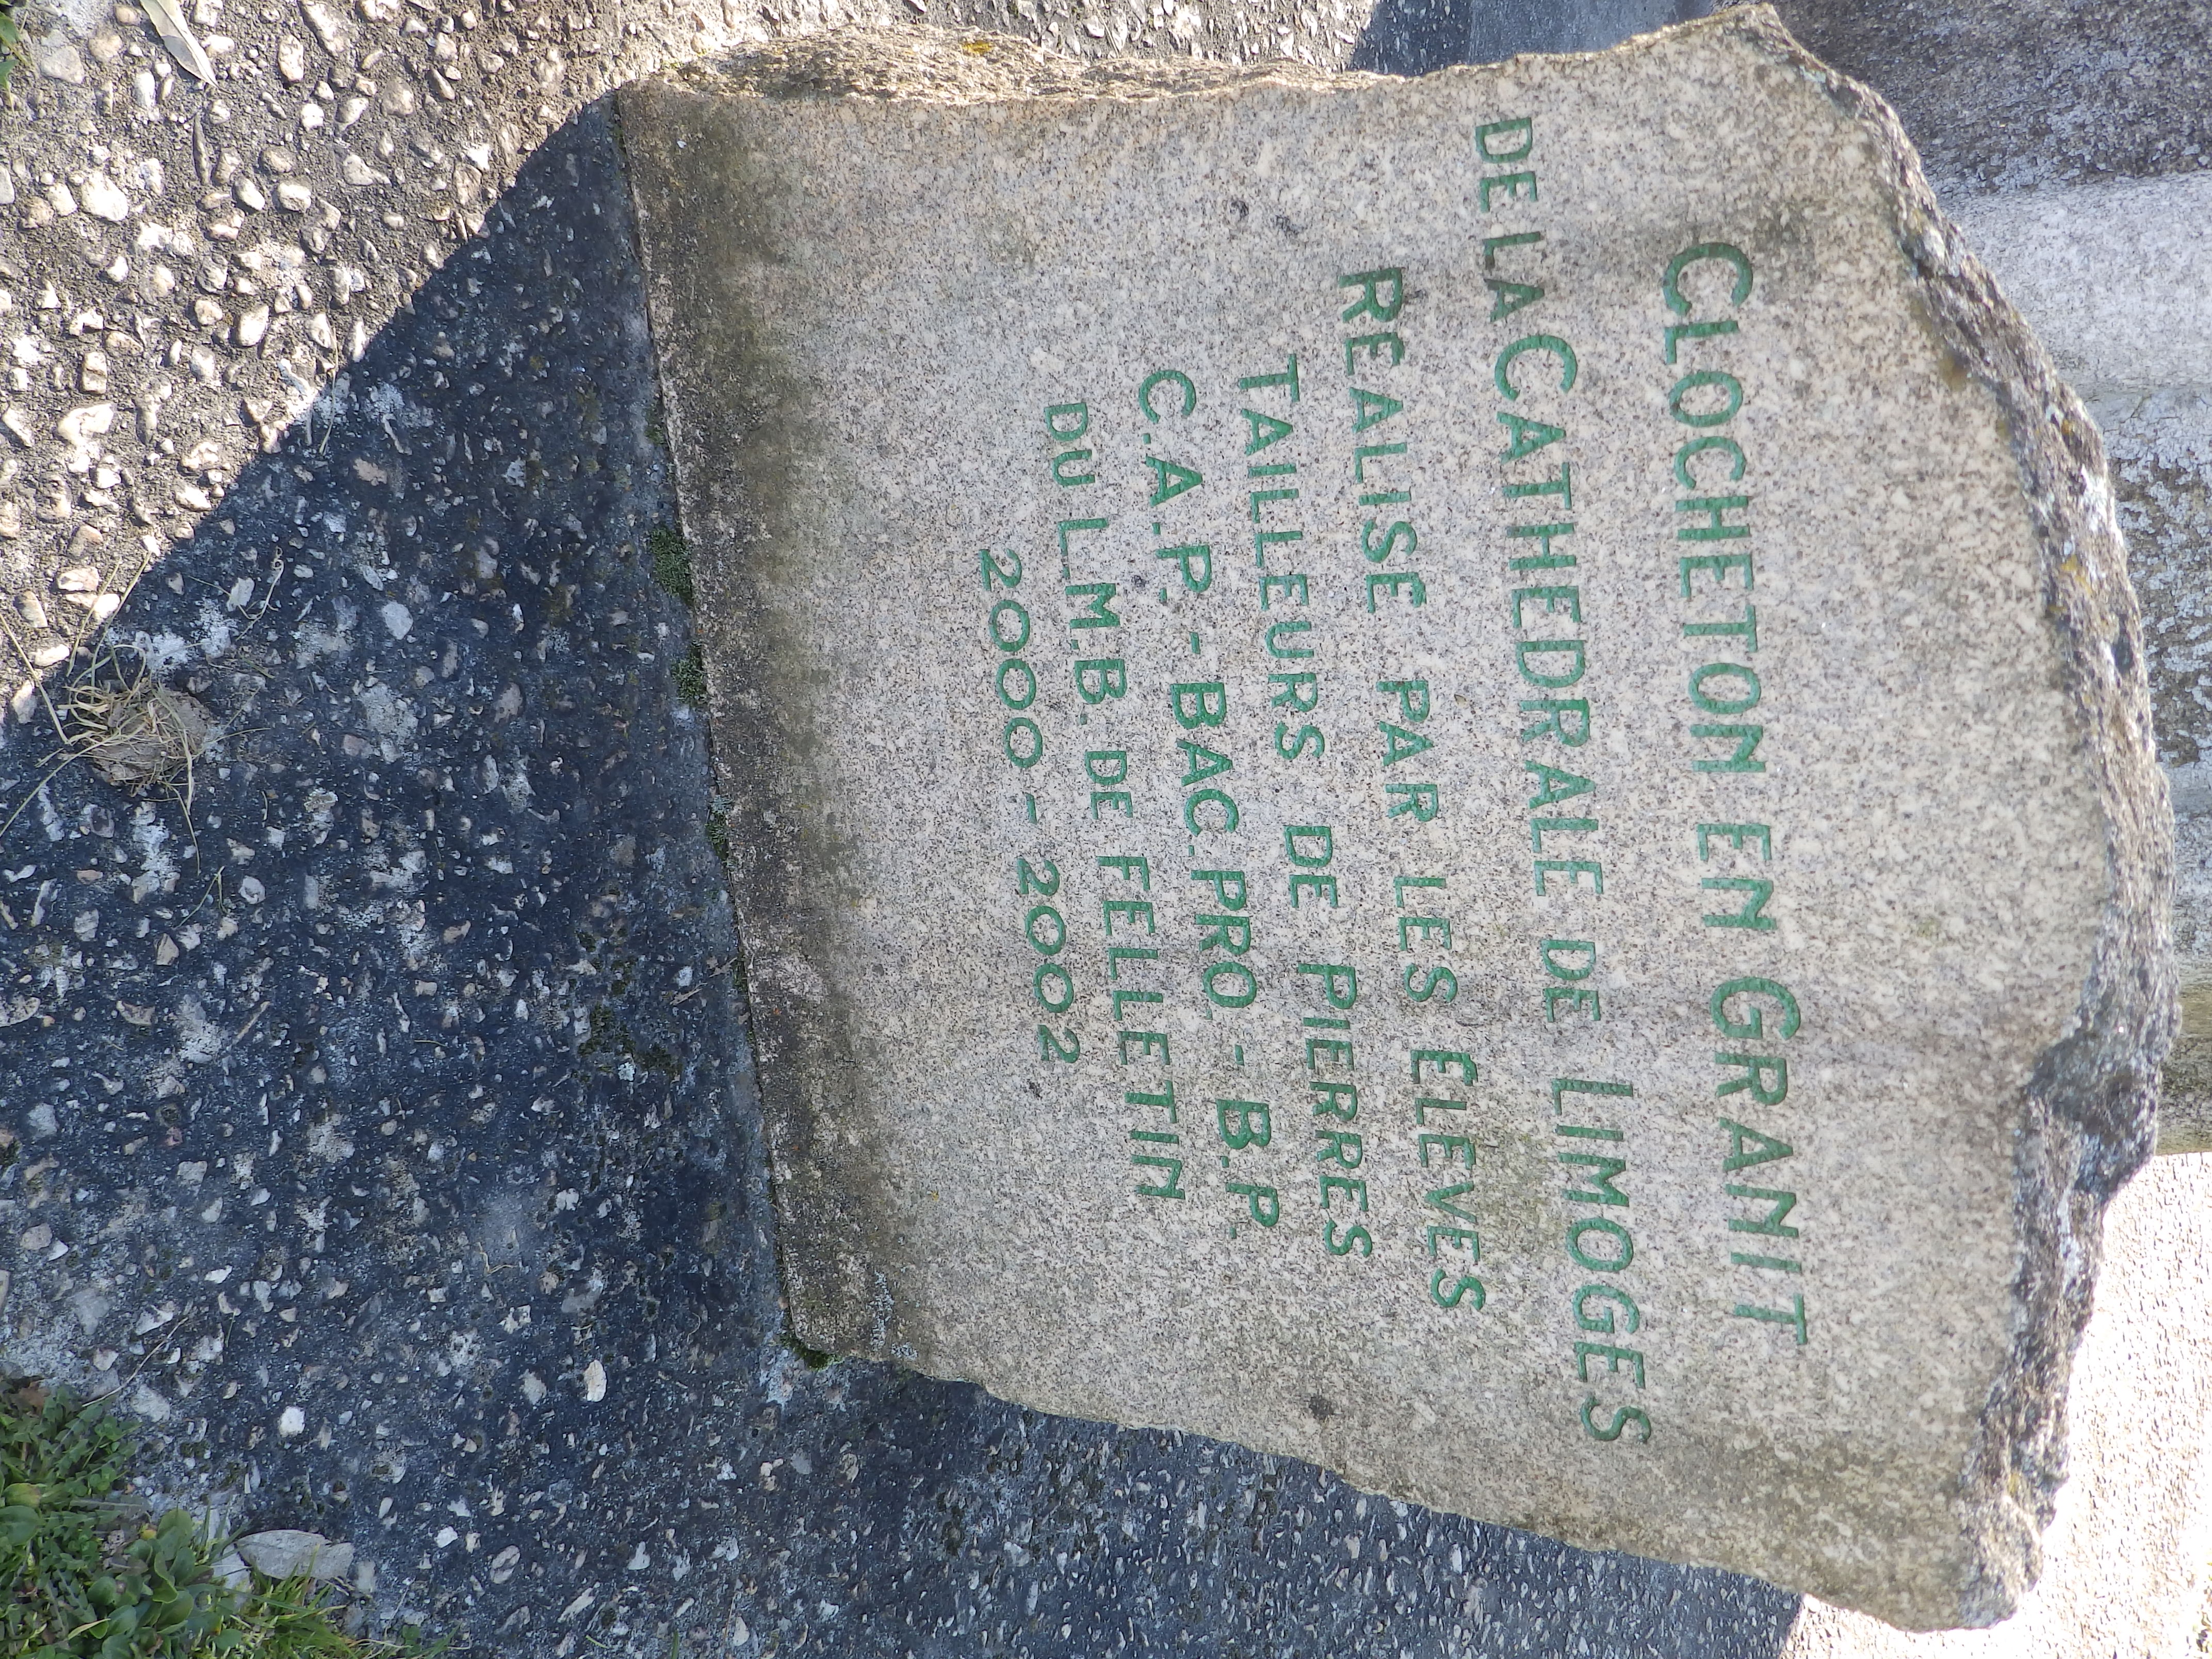 CLOCHETON EN GRANIT
DE LA CATHEDRALE DE LIMOGES
REALISE PAR LES ELEVES
TAILLEURS DE PIERRES
C.A.P. - BAC.PRO. - B.P.
DU L.M.B. DE FELLETIN
2000 - 2002